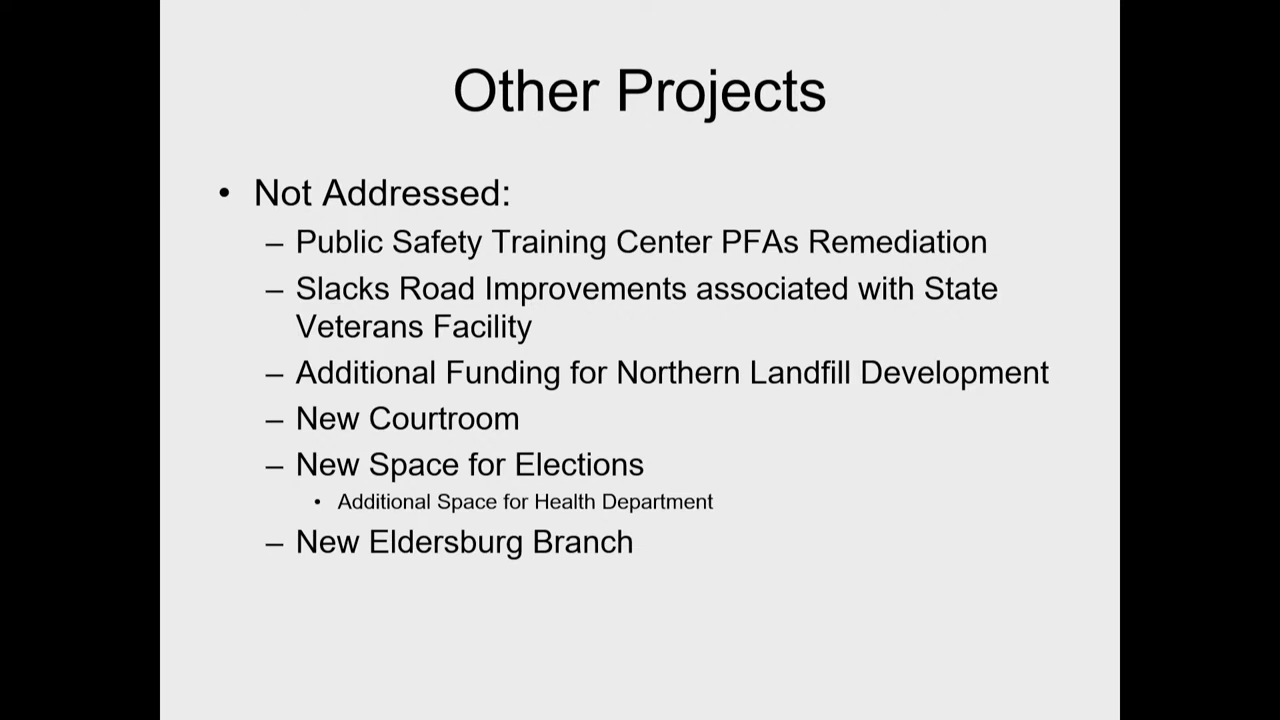 Other Projects
• Not Addressed:
– Public Safety Training Center PFAs Remediation
– Slacks Road Improvements associated with State
Veterans Facility
– Additional Funding for Northern Landfill Development
– New Courtroom
– New Space for Elections
• Additional Space for Health Department
– New Eldersburg Branch